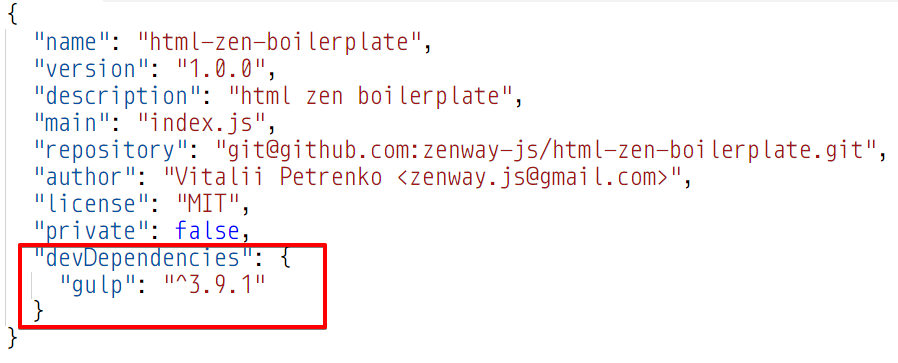 {
"name": "html-zen-boilerplate",
"version": "1.0.0",
"description": "html zen boilerplate",
"main": "index.js",
"repository": "git@github.com:zenway-js/html-zen-boilerplate.git",
"author": "Vitalii Petrenko <zenway.js@gmail.com>",
"license": "MIT",
"private": false,
"devDependencies": {
"gulp": "^3.9.1"
}
}